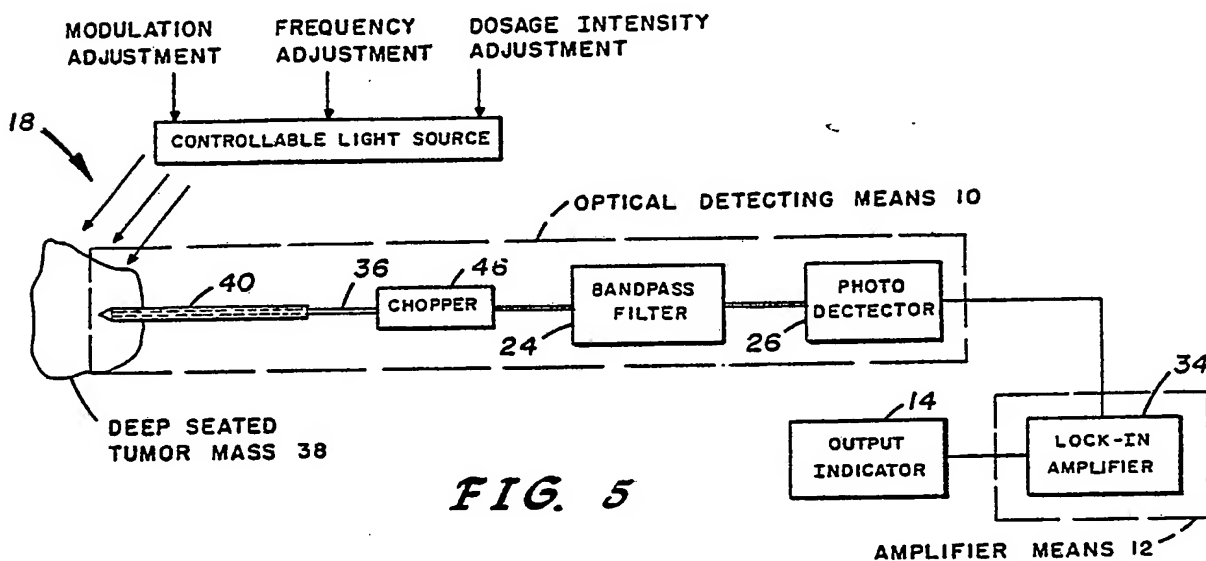 MODULATION
ADJUSTMENT
FREQUENCY
ADJUSTMENT
DOSAGE INTENSITY
ADJUSTMENT
18
CONTROLLABLE LIGHT SOURCE
OPTICAL DETECTING MEANS 10
40
36
46
CHOPPER
BANDPASS
FILTER
24
PHOTO
DECTECTOR
26
DEEP SEATED
TUMOR MASS 38
14
OUTPUT
INDICATOR
34
LOCK-IN
AMPLIFIER
FIG. 5
AMPLIFIER MEANS 12